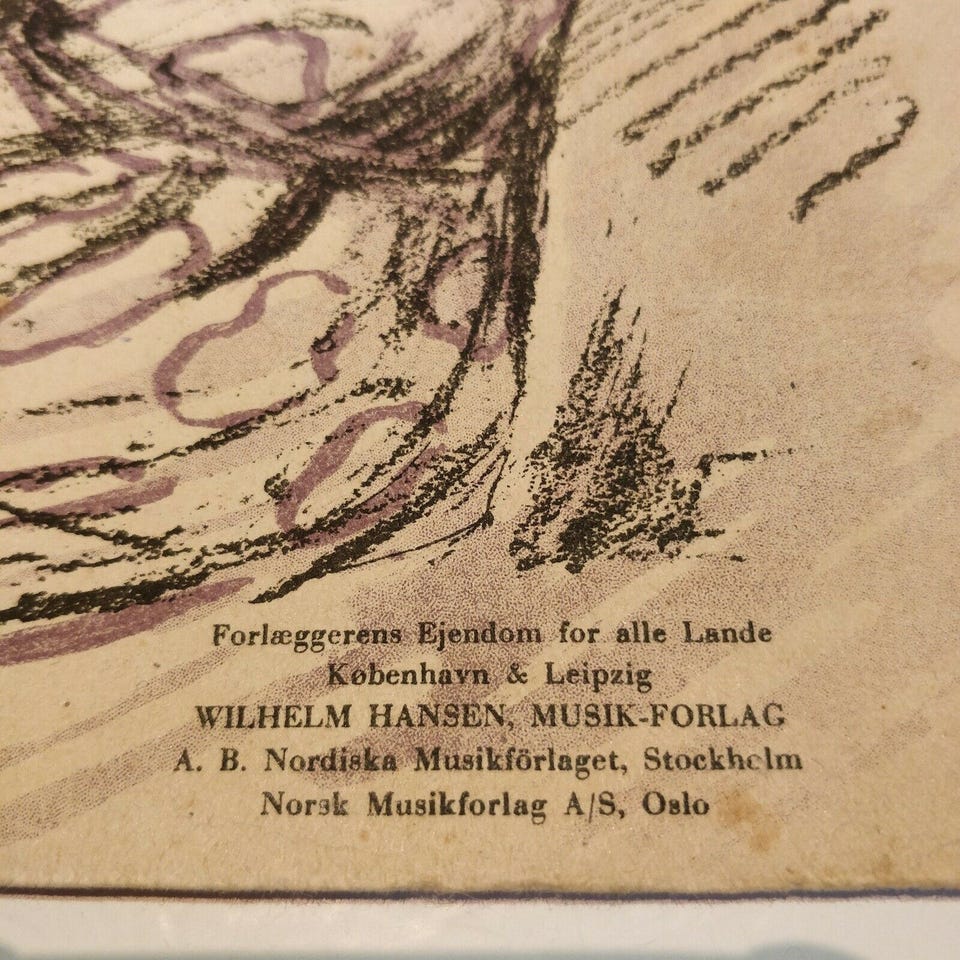 Forlæggerens Ejendom for alle Lande
København & Leipzig
WILHELM HANSEN, MUSIK-FORLAG
A. B. Nordiska Musikförlaget, Stockholm
Norsk Musikforlag A/S, Oslo